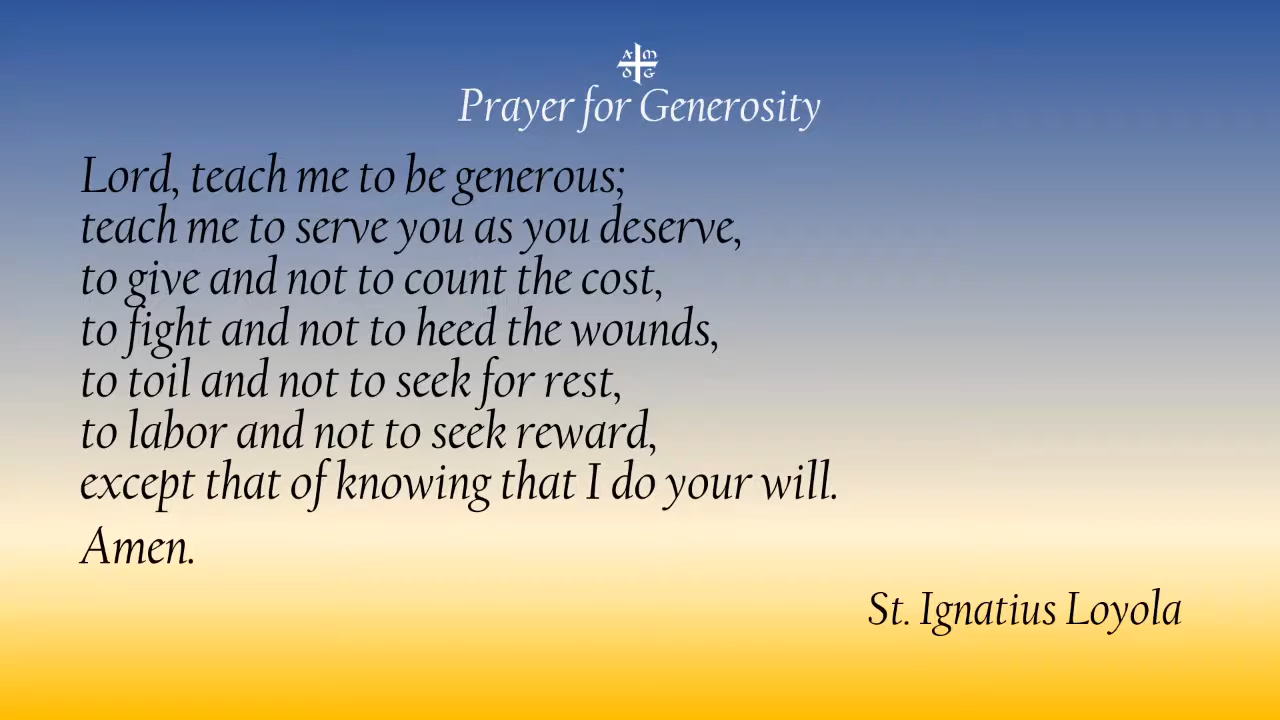 A M
D G
Prayer for Generosity
Lord, teach me to be generous;
teach me to serve you as you deserve,
to give and not to count the cost,
to fight and not to heed the wounds,
to toil and not to seek for rest,
to labor and not to seek reward,
except that of knowing that I do your will.
Amen.
St. Ignatius Loyola